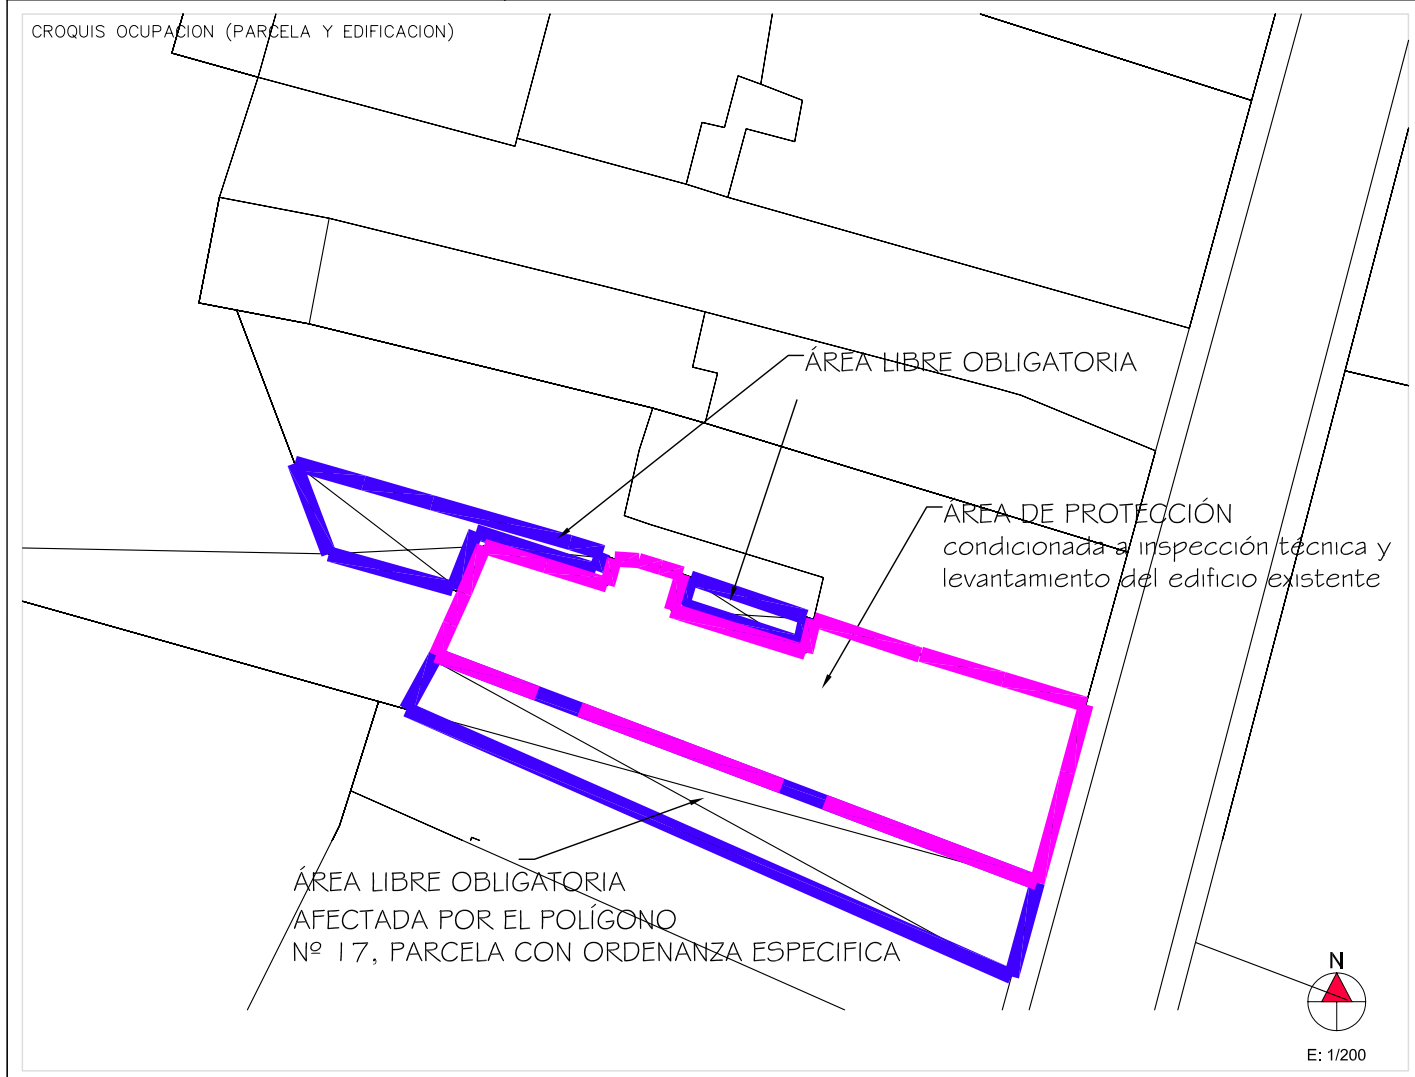 CROQUIS OCUPACION (PARCELA Y EDIFICACION)
ÁREA LIBRE OBLIGATORIA
ÁREA DE PROTECCIÓN
condicionada a inspección técnica y
levantamiento del edificio existente
ÁREA LIBRE OBLIGATORIA
AFECTADA POR EL POLÍGONO
Nº 17, PARCELA CON ORDENANZA ESPECIFICA
N
E: 1/200